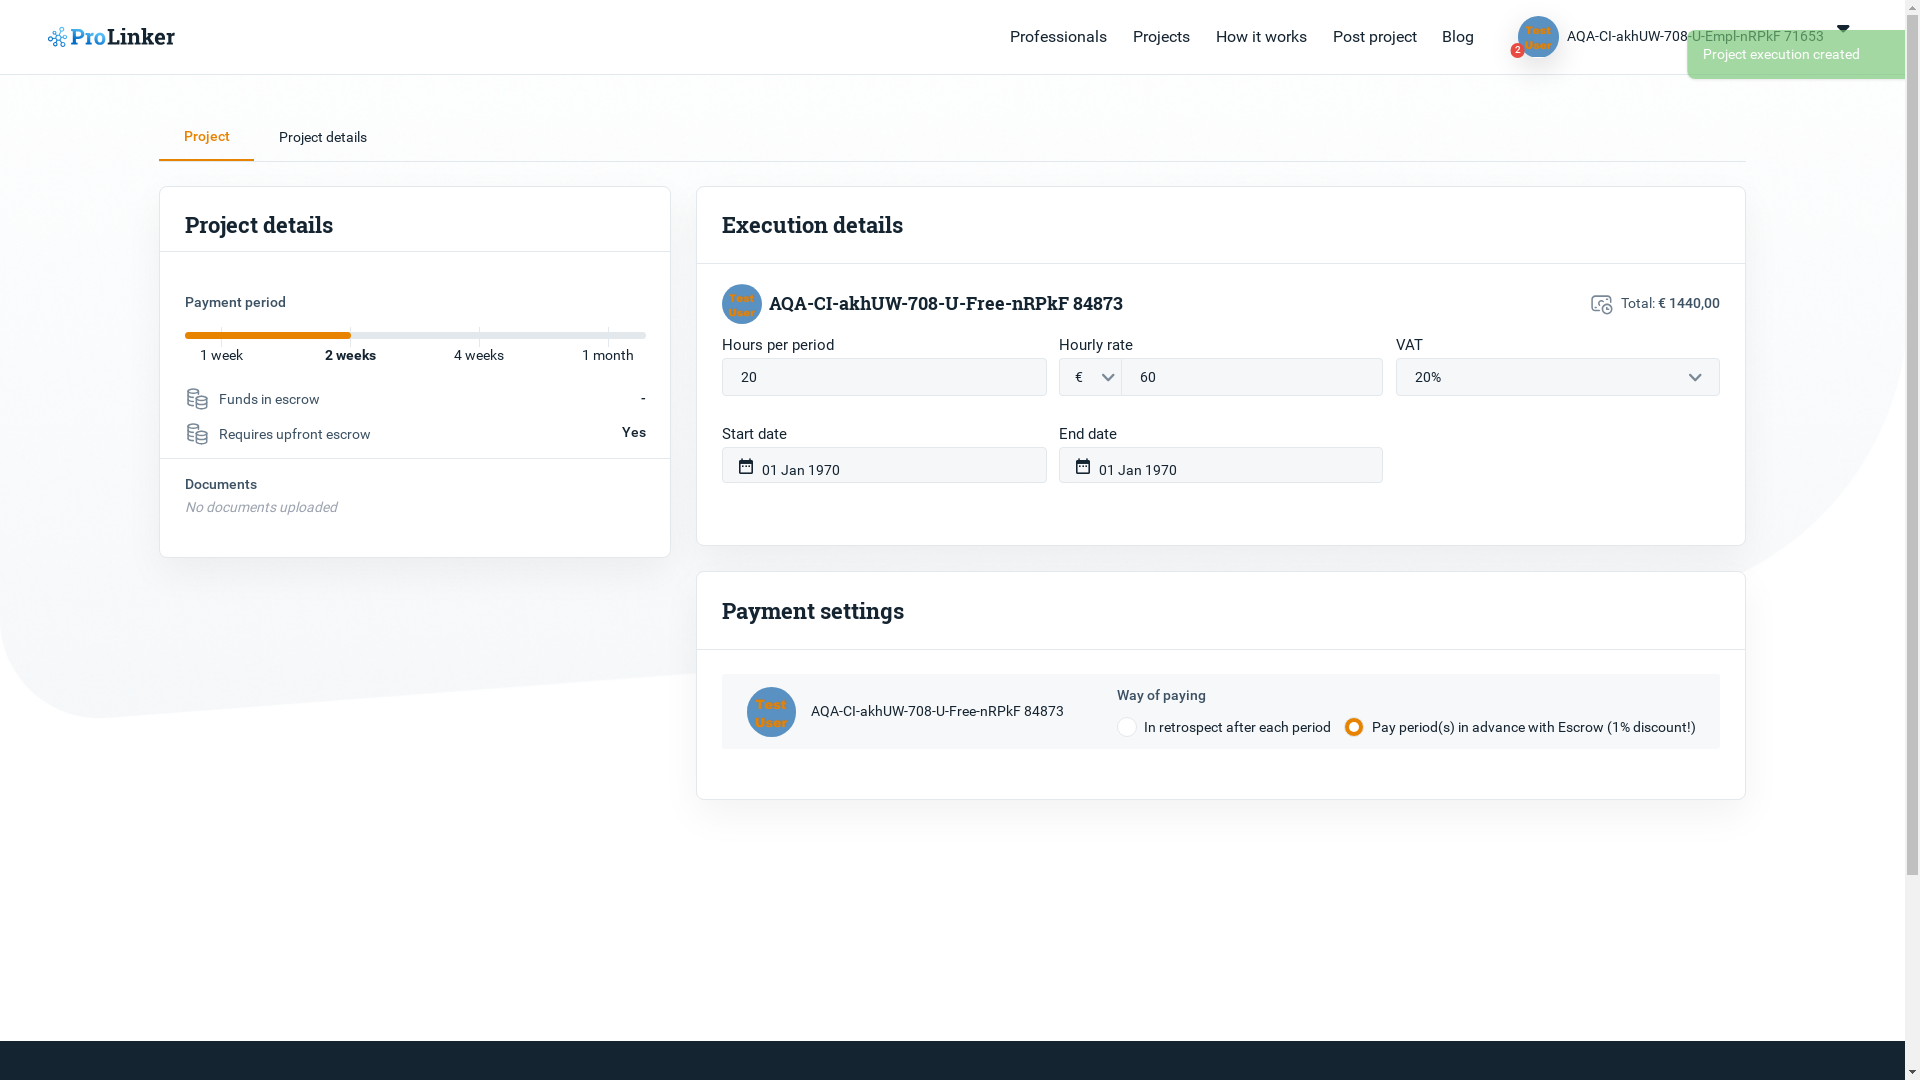 ProLinker
Professionals
Projects
How it works
Post project
Blog
Test
User
2
AQA-CI-akhUW-708-U-Empl-nRPkF 71653
Project execution created
Project
Project details
Project details
Payment period
1 week
2 weeks
4 weeks
1 month
Funds in escrow
-
Requires upfront escrow
Yes
Documents
No documents uploaded
Execution details
Test
User
AQA-CI-akhUW-708-U-Free-nRPkF 84873
Total: € 1440,00
Hours per period
Hourly rate
VAT
20
€
60
20%
Start date
End date
01 Jan 1970
01 Jan 1970
Payment settings
Test
User
AQA-CI-akhUW-708-U-Free-nRPkF 84873
Way of paying
In retrospect after each period
Pay period(s) in advance with Escrow (1% discount!)